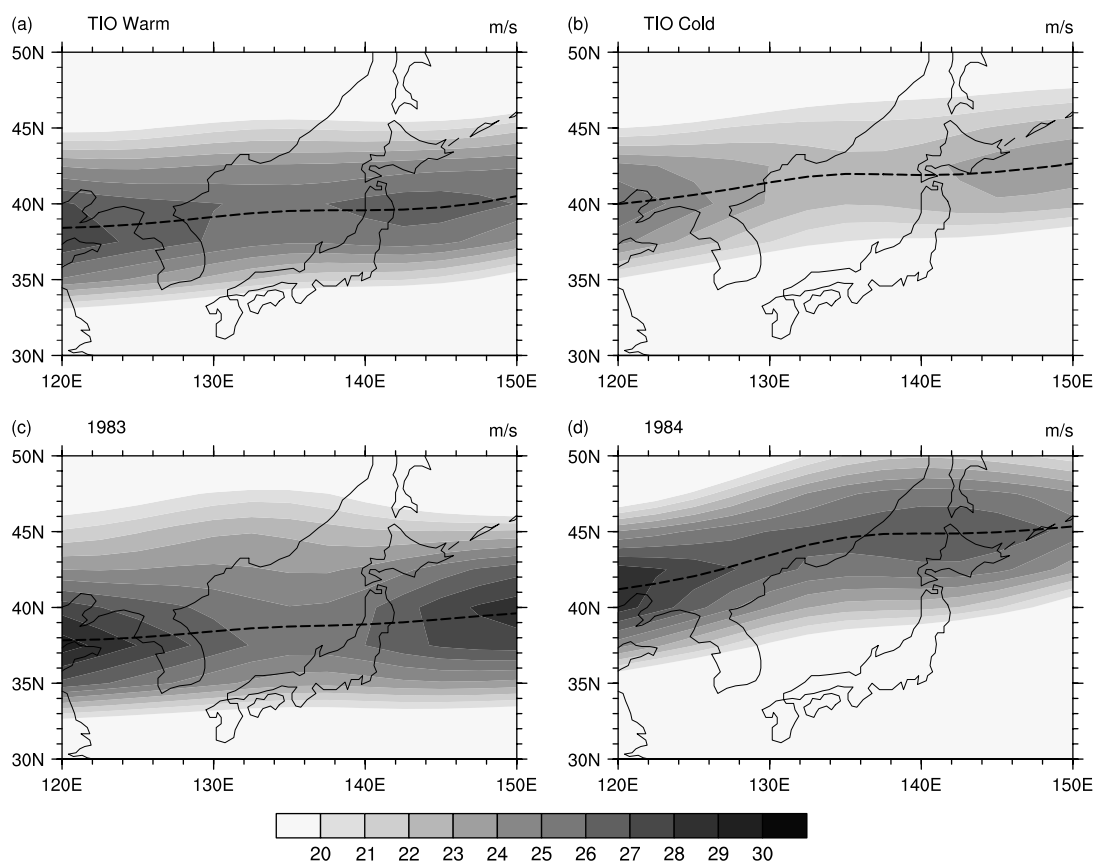 (a) TIO Warm m/s
50N
45N
40N
35N
30N
120E 130E 140E 150E
(b) TIO Cold m/s
50N
45N
40N
35N
30N
120E 130E 140E 150E
(c) 1983 m/s
50N
45N
40N
35N
30N
120E 130E 140E 150E
(d) 1984 m/s
50N
45N
40N
35N
30N
120E 130E 140E 150E
20 21 22 23 24 25 26 27 28 29 30